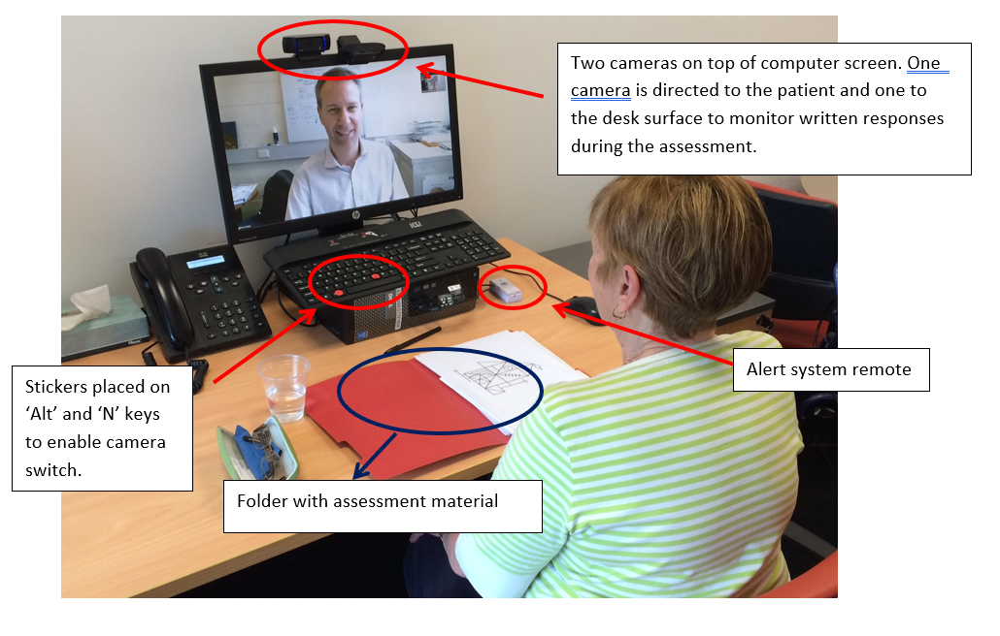 Two cameras on top of computer screen. One
camera is directed to the patient and one to
the desk surface to monitor written responses
during the assessment.
Alert system remote
Stickers placed on
‘Alt’ and ‘N’ keys
to enable camera
switch.
Folder with assessment material
hp